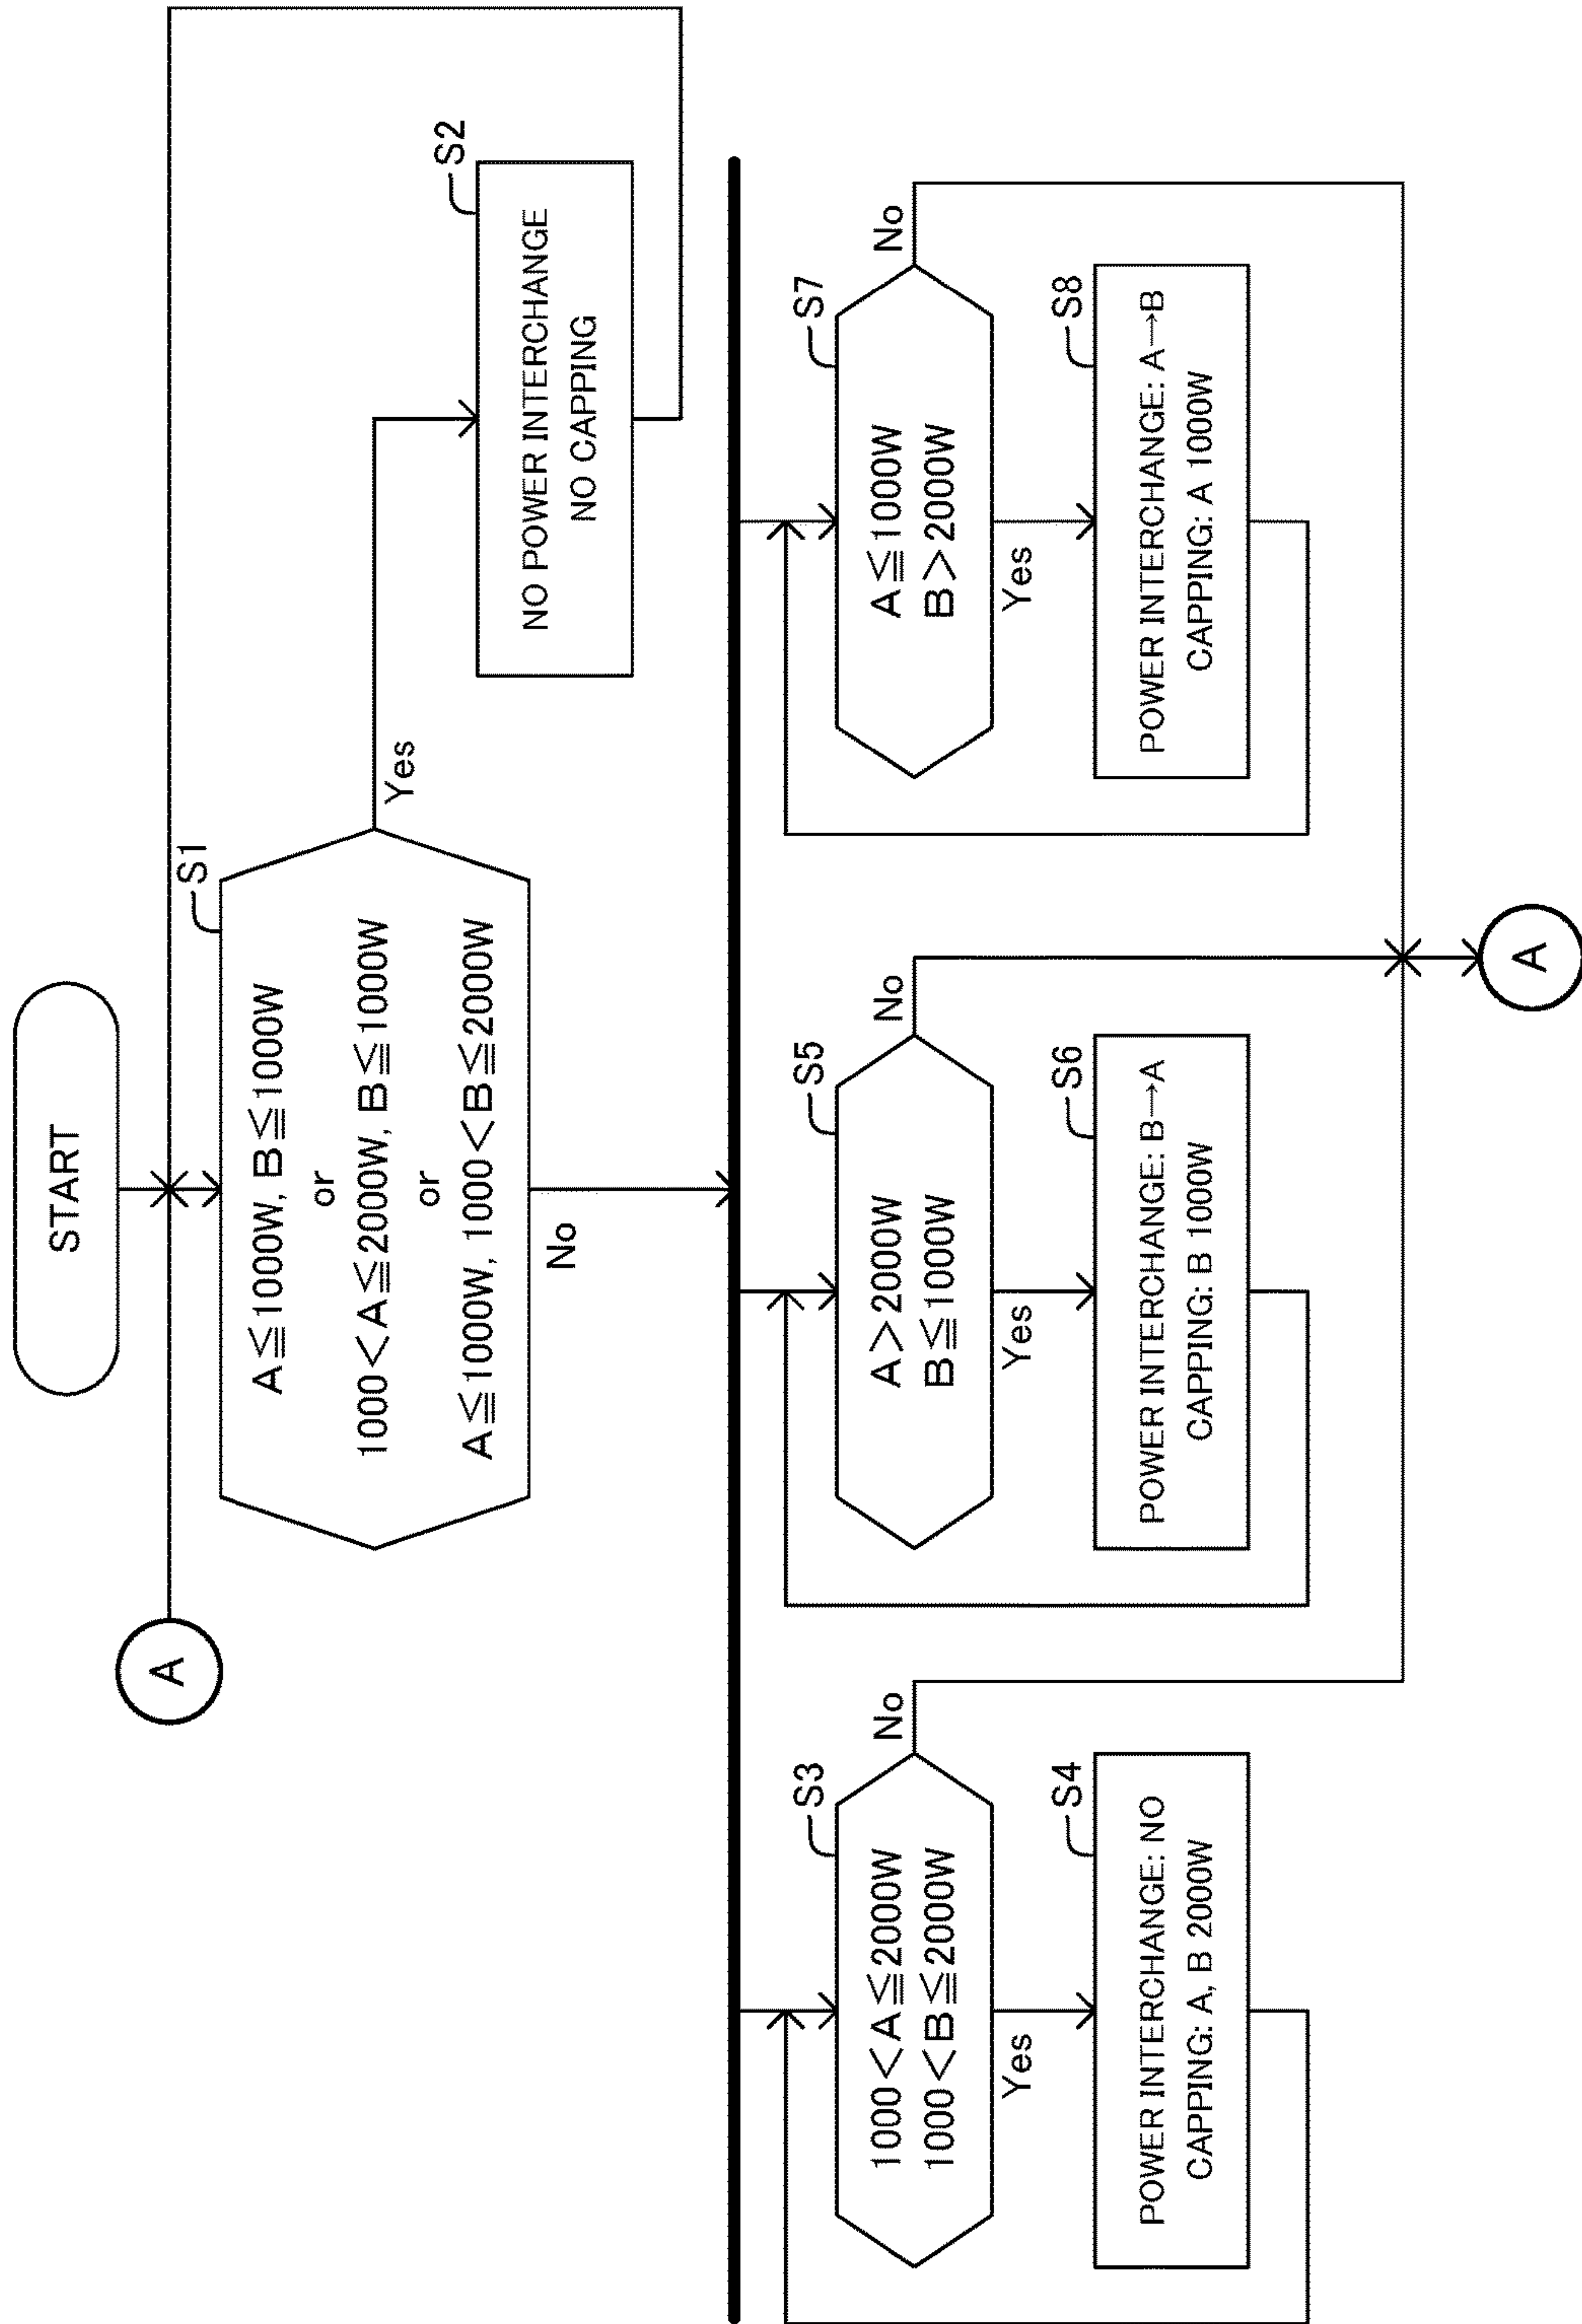 START
A
S1
A≦1000W, B≦1000W
or
1000<A≦2000W, B≦1000W
or
A≦1000W, 1000<B≦2000W
Yes
No
S2
NO POWER INTERCHANGE
NO CAPPING
S3
1000<A≦2000W
1000<B≦2000W
No
Yes
S4
POWER INTERCHANGE: NO
CAPPING: A, B 2000W
S5
A>2000W
B≦1000W
No
Yes
S6
POWER INTERCHANGE: B→A
CAPPING: B 1000W
S7
A≦1000W
B>2000W
No
Yes
S8
POWER INTERCHANGE: A→B
CAPPING: A 1000W
A